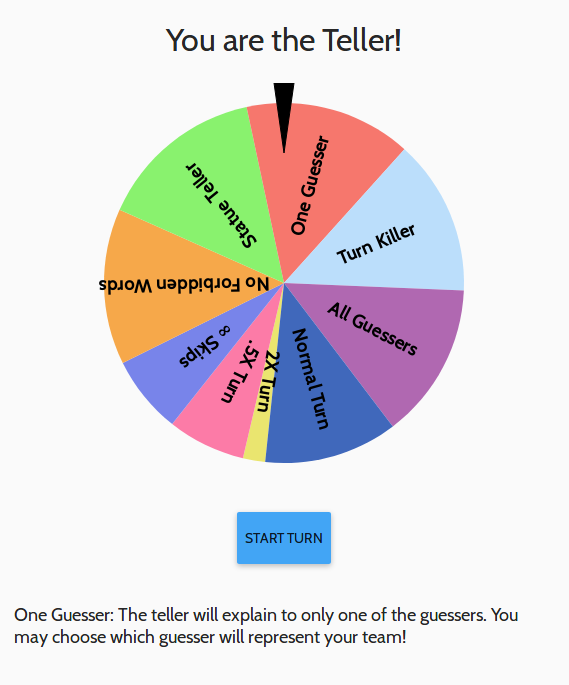 You are the Teller!
One Guesser
Turn Killer
All Guessers
Normal Turn
2X Turn
.5X Turn
∞ Skips
No Forbidden Words
Statue Teller
START TURN
One Guesser: The teller will explain to only one of the guessers. You
may choose which guesser will represent your team!